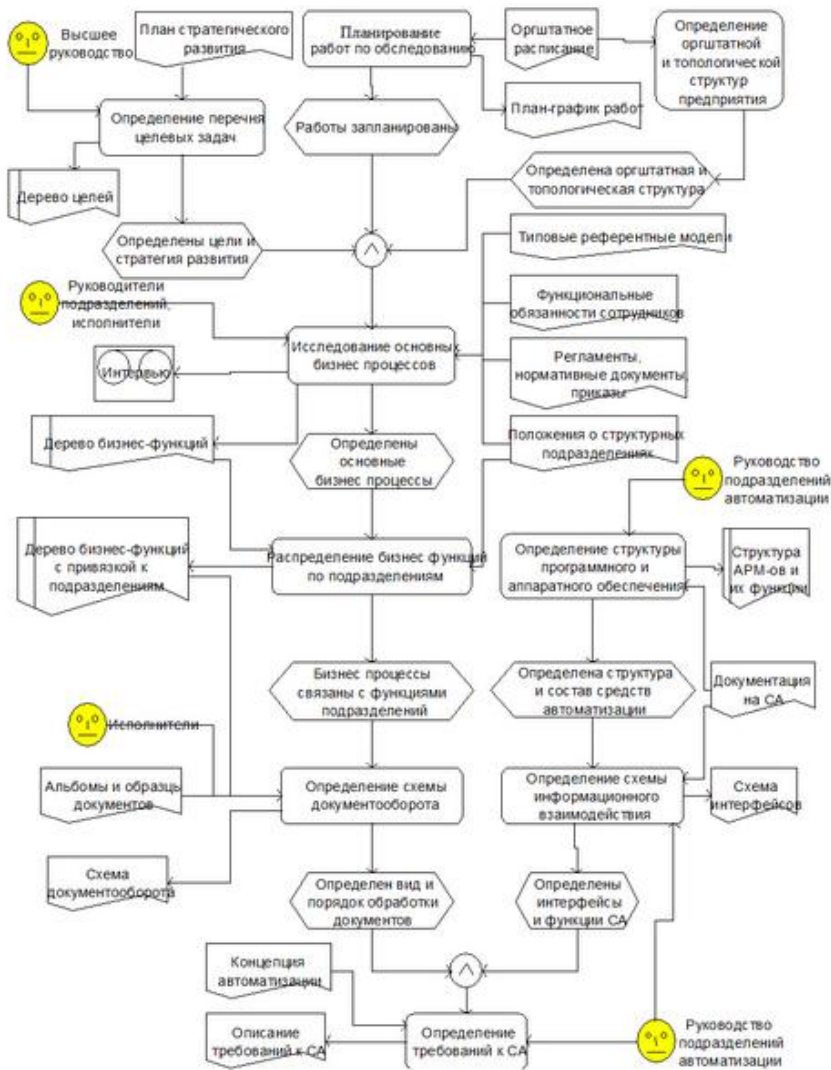 Высшее
руководство
План стратегического
развития
Планирование
работ по обследованию
Оргштатное
расписание
Определение
оргштатной
и топологической
структур
предприятия
Определение перечня
целевых задач
Работы запланированы
План-график работ
Дерево целей
Определена оргштатная и
топологическая структура
Определены цели и
стратегия развития
Типовые референтные модели
Руководители
подразделений,
исполнители
Функциональные
обязанности сотрудников
Исследование основных
бизнес процессов
Интервью
Регламенты,
нормативные документы,
приказы
Дерево бизнес-функций
Определены
основные
бизнес процессы
Положения о структурных
подразделениях
Руководство
подразделений
автоматизации
Дерево бизнес-функций
с привязкой к
подразделениям
Распределение бизнес функций
по подразделениям
Определение структуры
программного и
аппаратного обеспечения
Структура
АРМ-ов и
их функции
Бизнес процессы
связаны с функциями
подразделений
Определена структура
и состав средств
автоматизации
Документация
на СА
Исполнители
Альбомы и образцы
документов
Определение схемы
документооборота
Определение схемы
информационного
взаимодействия
Схема
интерфейсов
Схема
документооборота
Определен вид и
порядок обработки
документов
Определены
интерфейсы
и функции СА
Концепция
автоматизации
Описание
требований к СА
Определение
требований к СА
Руководство
подразделений
автоматизации